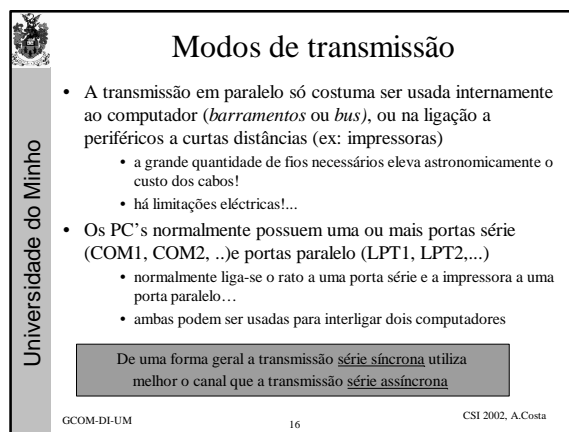 Modos de transmissão
• A transmissão em paralelo só costuma ser usada internamente
ao computador (barramentos ou bus), ou na ligação a
periféricos a curtas distâncias (ex: impressoras)
• a grande quantidade de fios necessários eleva astronomicamente o
custo dos cabos!
• há limitações eléctricas!...
• Os PC's normalmente possuem uma ou mais portas série
(COM1, COM2, ..)e portas paralelo (LPT1, LPT2,...)
• normalmente liga-se o rato a uma porta série e a impressora a uma
porta paralelo…
• ambas podem ser usadas para interligar dois computadores
De uma forma geral a transmissão série síncrona utiliza
melhor o canal que a transmissão série assíncrona
Universidade do Minho
GCOM-DI-UM
16
CSI 2002, A.Costa